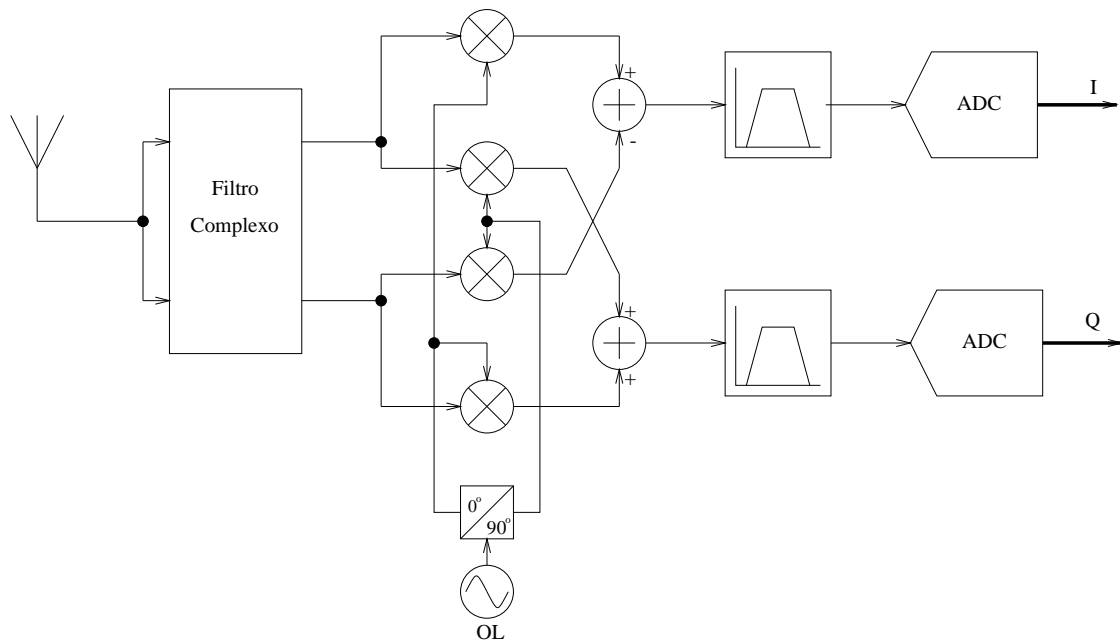 +
-
ADC
I
Filtro
Complexo
+
+
ADC
Q
0°
90°
OL